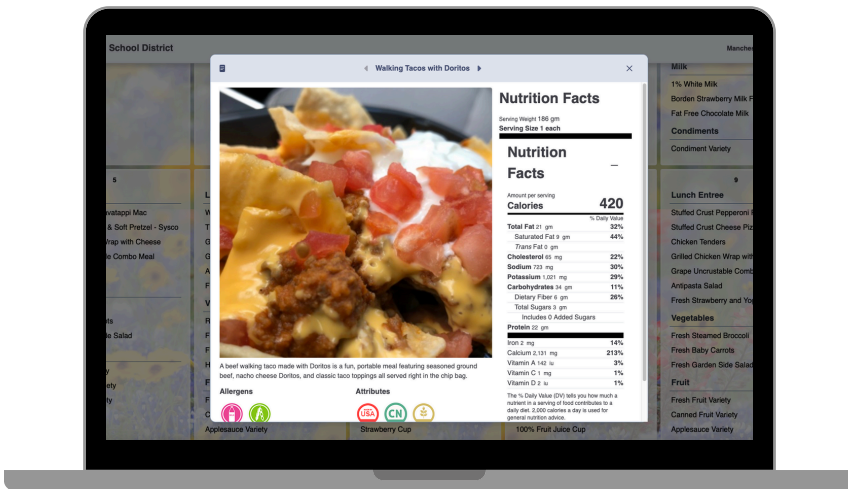 School District
Manche
Walking Tacos with Doritos
Nutrition Facts
Serving Weight 186 gm
Serving Size 1 each
Nutrition
Facts
Amount per serving
Calories 420
% Daily Value
Total Fat 21 gm 32%
Saturated Fat 9 gm 44%
Trans Fat 0 gm
Cholesterol 65 mg 22%
Sodium 723 mg 30%
Potassium 1,021 mg 29%
Carbohydrates 34 gm 11%
Dietary Fiber 6 gm 26%
Total Sugars 3 gm
Includes 0 Added Sugars
Protein 22 gm
Iron 2 mg 14%
Calcium 2,131 mg 213%
Vitamin A 142 iu 3%
Vitamin C 1 mg 1%
Vitamin D 2 iu 1%
The % Daily Value (DV) tells you how much a
nutrient in a serving of food contributes to a
daily diet. 2,000 calories a day is used for
general nutrition advice.
A beef walking taco made with Doritos is a fun, portable meal featuring seasoned ground
beef, nacho cheese Doritos, and classic taco toppings all served right in the chip bag.
Allergens
Attributes
USA
CN
5
avatappi Mac
& Soft Pretzel - Sysco
Wrap with Cheese
le Combo Meal
de Salad
Applesauce Variety
Strawberry Cup
100% Fruit Juice Cup
Milk
1% White Milk
Borden Strawberry Milk F
Fat Free Chocolate Milk
Condiments
Condiment Variety
9
Lunch Entree
Stuffed Crust Pepperoni
Stuffed Crust Cheese Piz
Chicken Tenders
Grilled Chicken Wrap with
Grape Uncrustable Comb
Antipasta Salad
Fresh Strawberry and Yo
Vegetables
Fresh Steamed Broccoli
Fresh Baby Carrots
Fresh Garden Side Salad
Fruit
Fresh Fruit Variety
Canned Fruit Variety
Applesauce Variety